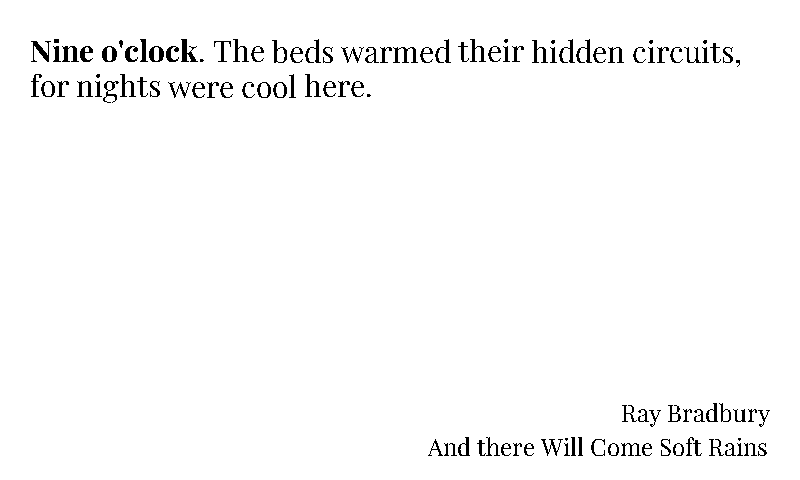 Nine o'clock. The beds warmed their hidden circuits,
for nights were cool here.
Ray Bradbury
And there Will Come Soft Rains